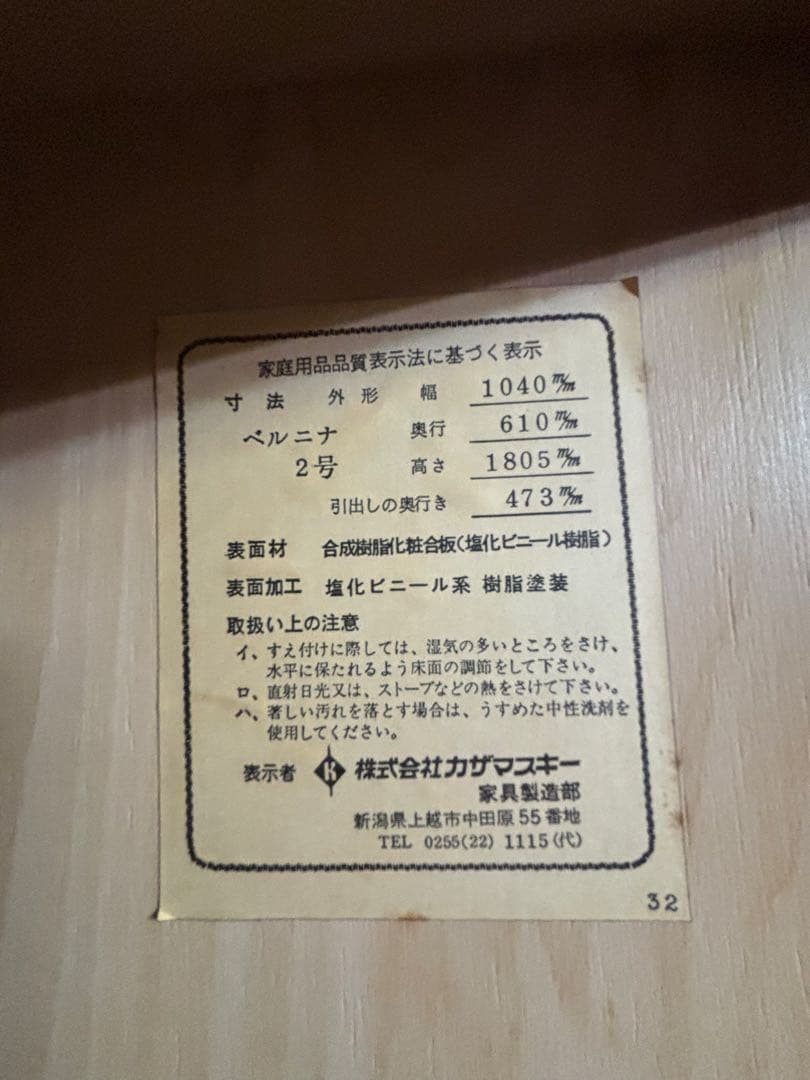 家庭用品品質表示法に基づく表示
寸法 外形 幅 1040m/m
ベルニナ 奥行 610m/m
2号 高さ 1805m/m
引出しの奥行き 473m/m
表面材 合成樹脂化粧合板(塩化ビニール樹脂)
表面加工 塩化ビニール系 樹脂塗装
取扱い上の注意
イ、すえ付けに際しては、湿気の多いところをさけ、
水平に保たれるよう床面の調節をして下さい。
ロ、直射日光又は、ストーブなどの熱をさけて下さい。
ハ、著しい汚れを落とす場合は、うすめた中性洗剤を
使用してください。
表示者 K 株式会社カザマスキー
家具製造部
新潟県上越市中田原55番地
TEL 0255(22)1115(代)
32